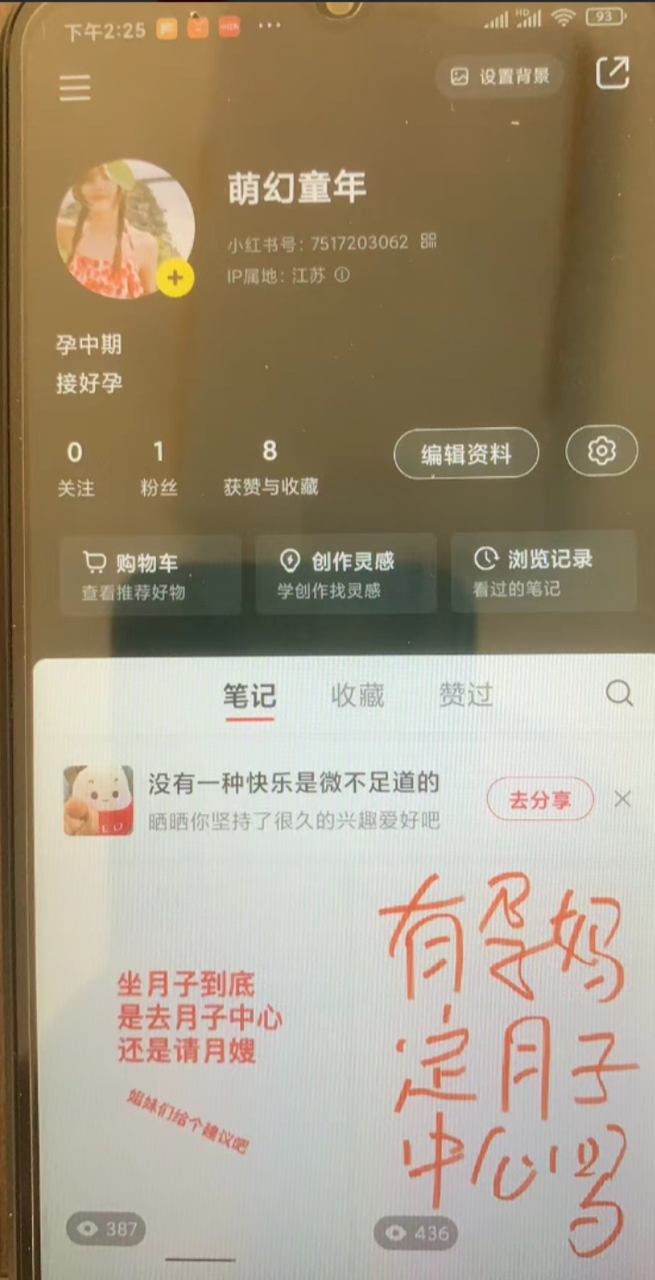 下午2:25
HD
93
设置背景
萌幻童年
小红书号：7517203062
IP属地：江苏
孕中期
接好孕
0
关注
1
粉丝
8
获赞与收藏
编辑资料
购物车
查看推荐好物
创作灵感
学创作找灵感
浏览记录
看过的笔记
笔记
收藏
赞过
没有一种快乐是微不足道的
晒晒你坚持了很久的兴趣爱好吧
去分享
坐月子到底
是去月子中心
还是请月嫂
姐妹们给个建议吧
387
有孕妈
定月子
中心吗
436